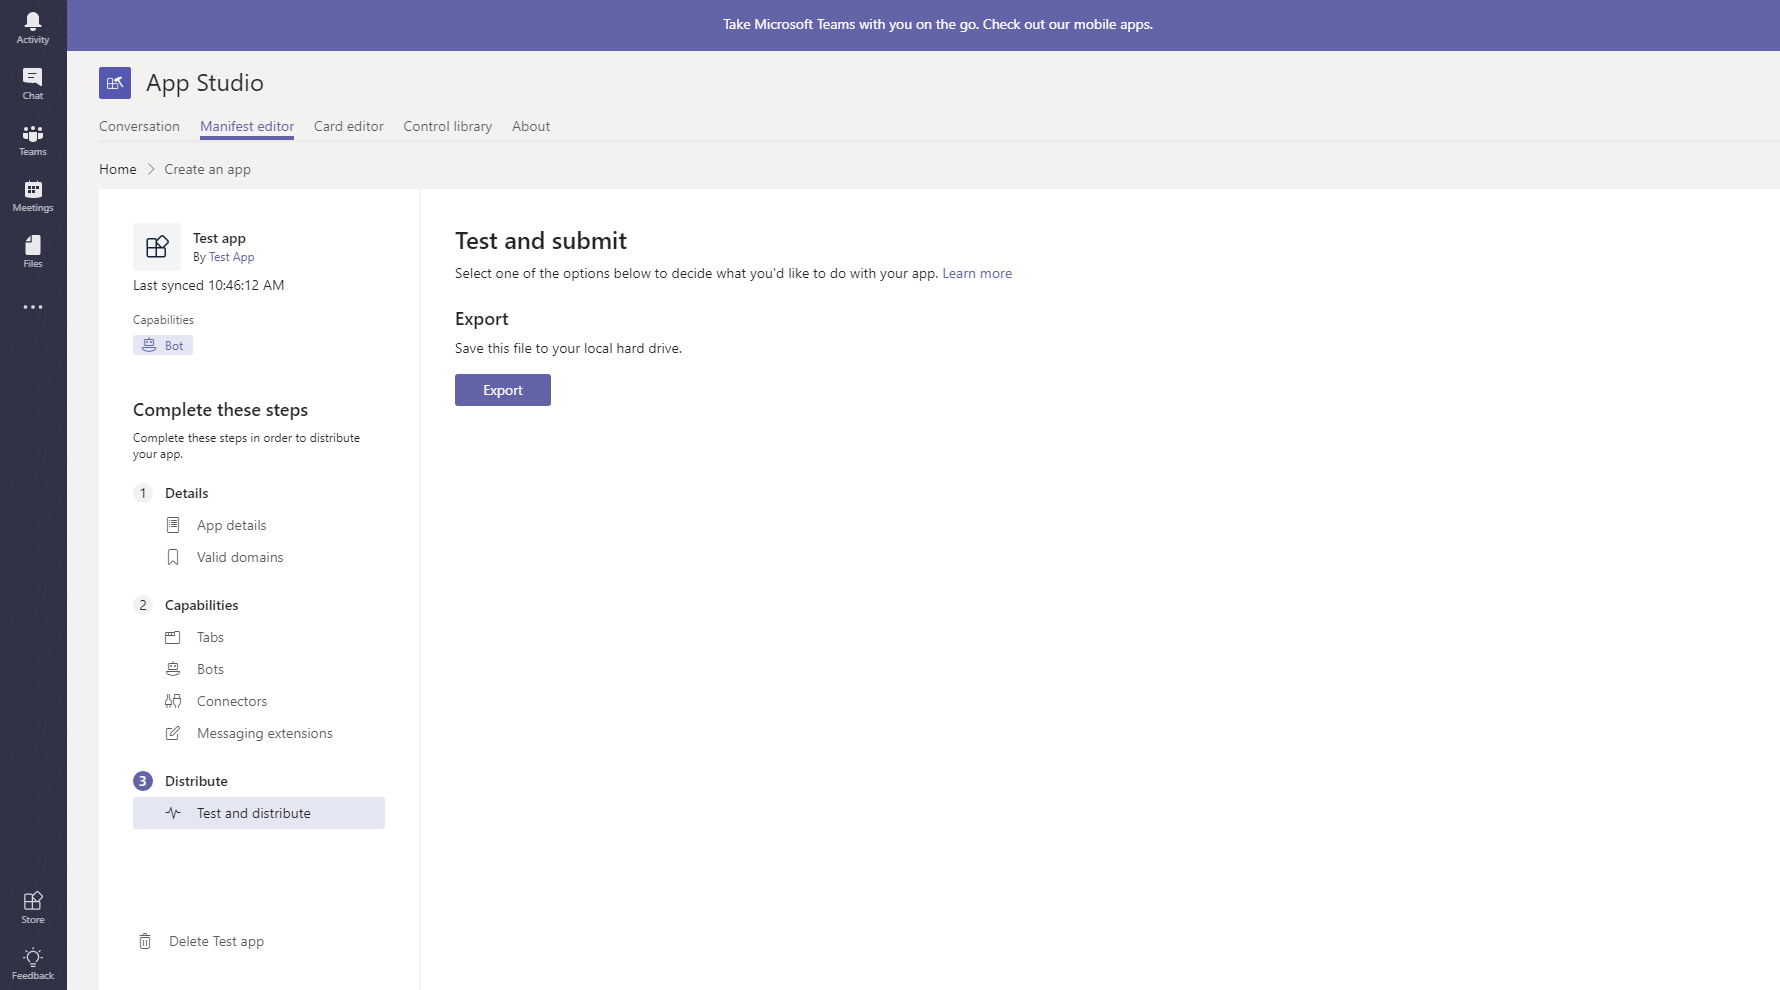 Take Microsoft Teams with you on the go. Check out our mobile apps.
Activity
Chat
Teams
Meetings
Files
Store
Feedback
App Studio
Conversation
Manifest editor
Card editor
Control library
About
Home
Create an app
Test app
By Test App
Last synced 10:46:12 AM
Capabilities
Bot
Complete these steps
Complete these steps in order to distribute
your app.
1 Details
App details
Valid domains
2 Capabilities
Tabs
Bots
Connectors
Messaging extensions
3 Distribute
Test and distribute
Delete Test app
Test and submit
Select one of the options below to decide what you'd like to do with your app. Learn more
Export
Save this file to your local hard drive.
Export